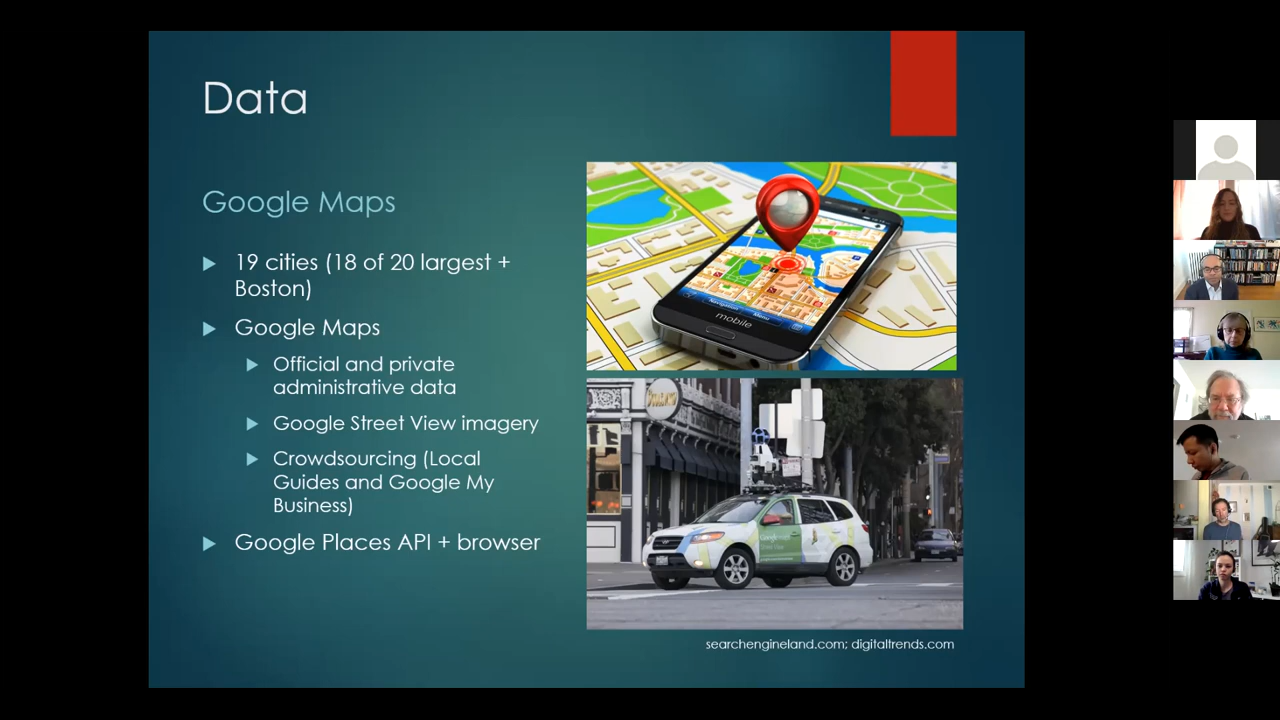 Data
Google Maps
19 cities (18 of 20 largest +
Boston)
Google Maps
Official and private
administrative data
Google Street View imagery
Crowdsourcing (Local
Guides and Google My
Business)
Google Places API + browser
mobile
searchengineland.com; digitaltrends.com